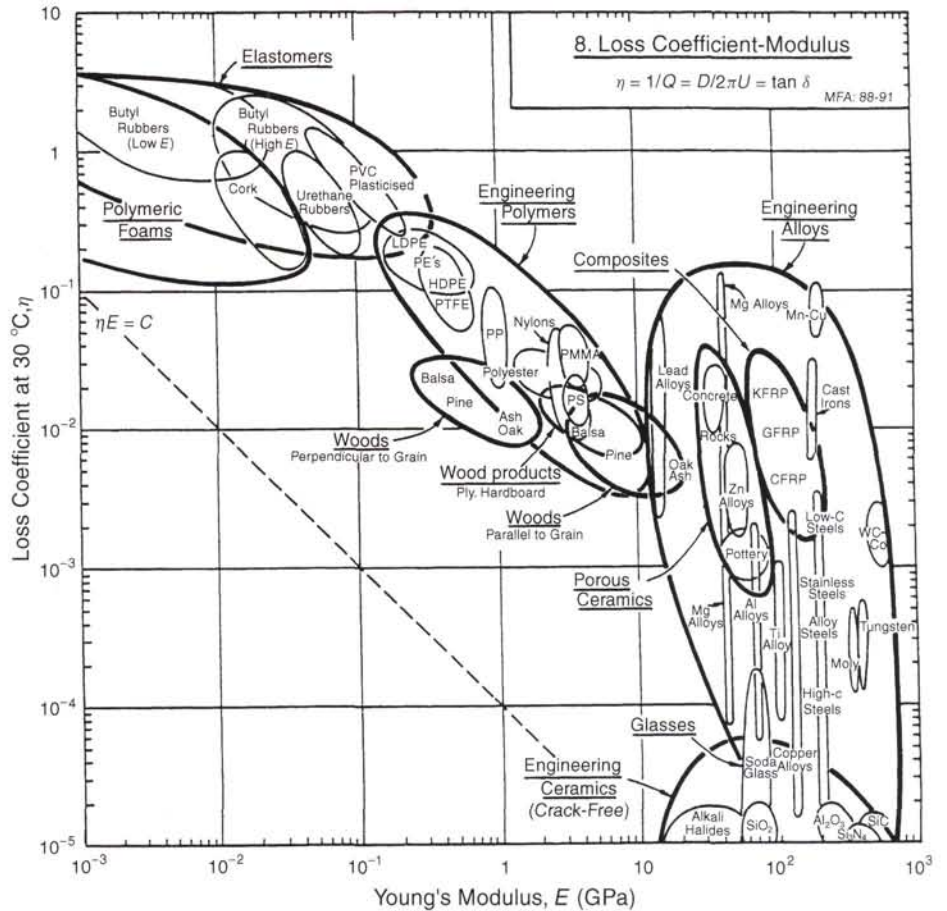 8. Loss Coefficient-Modulus
η = 1/Q = D/2πU = tan δ
MFA: 88-91
Elastomers
Butyl
Rubbers
(Low E)
Butyl
Rubbers
(High E)
Cork
Urethane
Rubbers
PVC
Plasticised
Polymeric
Foams
Engineering
Polymers
Engineering
Alloys
Composites
LDPE
PE's
HDPE
PTFE
PP
Nylons
PMMA
Polyester
PS
Mg Alloys
Mn-Cu
ηE = C
Balsa
Pine
Ash
Oak
Woods
Perpendicular to Grain
Balsa
Pine
Oak
Ash
Wood products
Ply. Hardboard
Woods
Parallel to Grain
Lead
Alloys
Concrete
Rocks
KFRP
GFRP
CFRP
Cast
Irons
Zn
Alloys
Low-C
Steels
WC-
Co
Pottery
Porous
Ceramics
Stainless
Steels
Mg
Alloys
Al
Alloys
Ti
Alloy
Alloy
Steels
Tungsten
Moly
High-c
Steels
Glasses
Soda
Glass
Copper
Alloys
Engineering
Ceramics
(Crack-Free)
Alkali
Halides
SiO₂
Al₂O₃
Si₃N₄
SiC
Loss Coefficient at 30 °C,η
10
1
10⁻¹
10⁻²
10⁻³
10⁻⁴
10⁻⁵
10⁻³
10⁻²
10⁻¹
1
10
10²
10³
Young's Modulus, E (GPa)